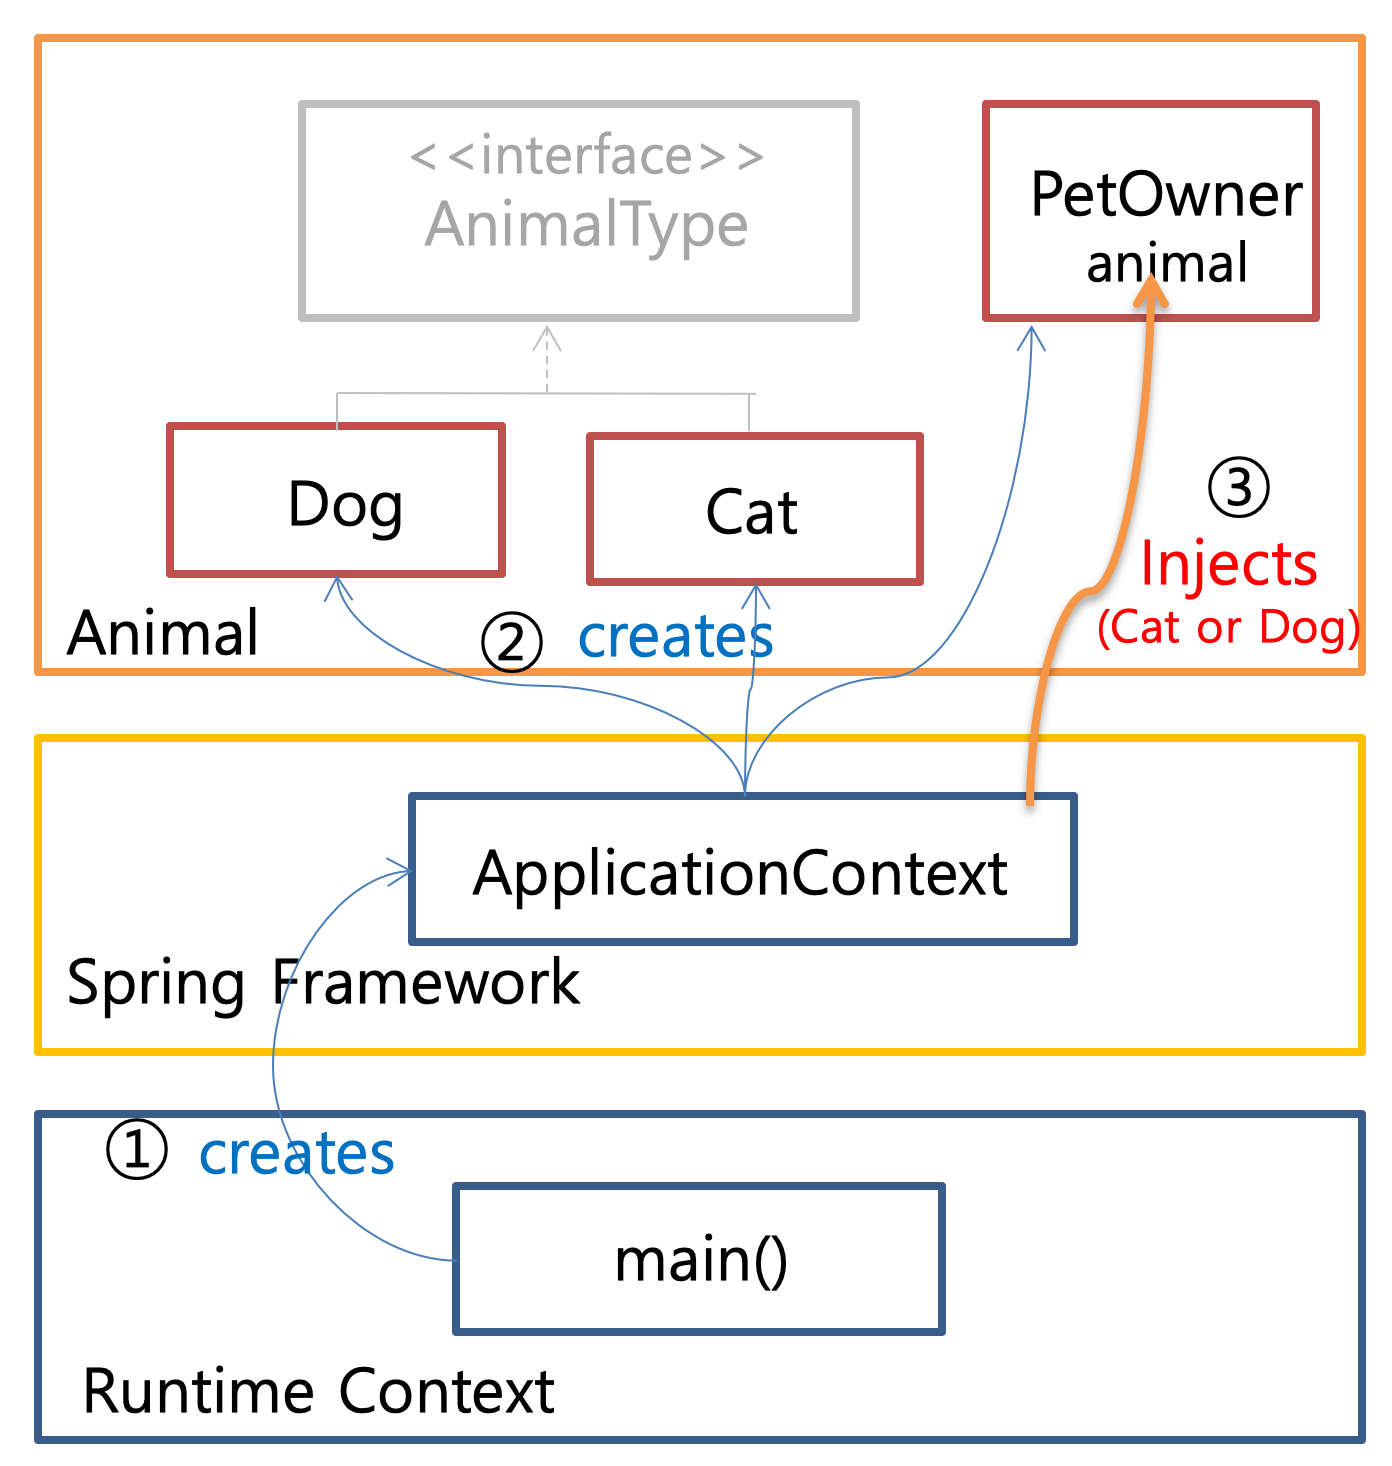 <<interface>>
AnimalType
PetOwner
animal
Dog
Cat
③
Injects
(Cat or Dog)
Animal
② creates
ApplicationContext
Spring Framework
① creates
main()
Runtime Context